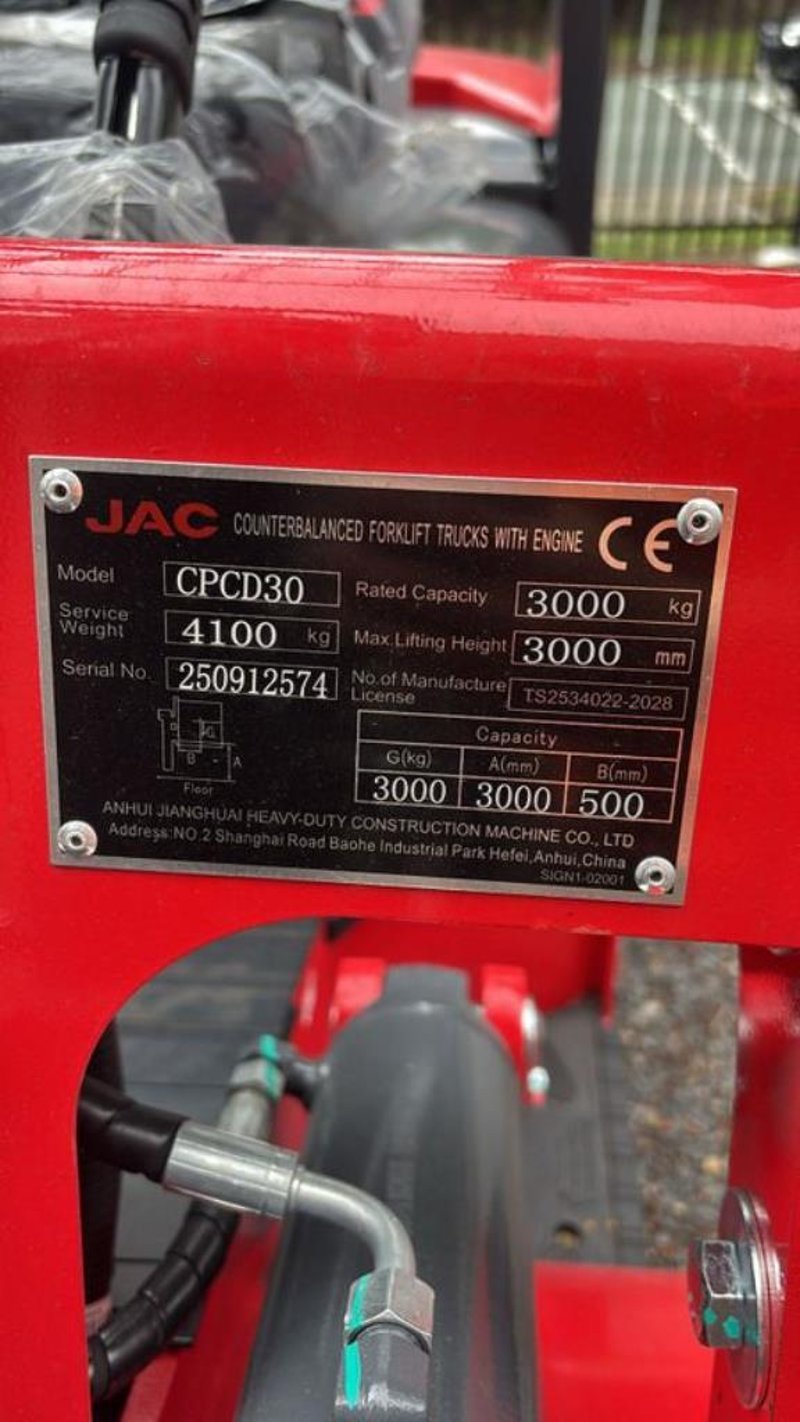 JAC COUNTERBALANCED FORKLIFT TRUCKS WITH ENGINE CE
Model CPCD30 Rated Capacity 3000 kg
Service Weight 4100 kg Max.Lifting Height 3000 mm
Serial No. 250912574 No.of Manufacture License TS2534022-2028
Capacity
G(kg) A(mm) B(mm)
3000 3000 500
G
B A
Floor
ANHUI JIANGHUAI HEAVY-DUTY CONSTRUCTION MACHINE CO., LTD
Address:NO.2 Shanghai Road Baohe Industrial Park Hefei,Anhui,China
SIGN1-02001